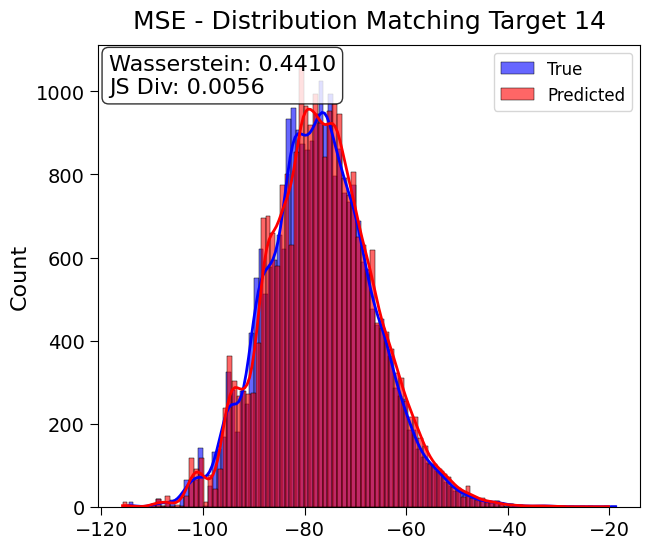 MSE - Distribution Matching Target 14
Wasserstein: 0.4410
JS Div: 0.0056
True
Predicted
Count
1000
800
600
400
200
0
−120
−100
−80
−60
−40
−20